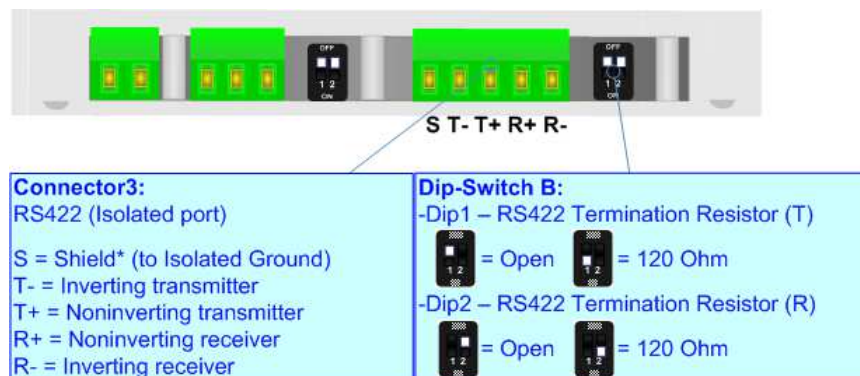 OFF
1 2
ON
OFF
1 2
ON
S T- T+ R+ R-
Connector3:
RS422 (Isolated port)
S = Shield* (to Isolated Ground)
T- = Inverting transmitter
T+ = Noninverting transmitter
R+ = Noninverting receiver
R- = Inverting receiver
Dip-Switch B:
-Dip1 – RS422 Termination Resistor (T)
1 2 = Open 1 2 = 120 Ohm
-Dip2 – RS422 Termination Resistor (R)
1 2 = Open 1 2 = 120 Ohm